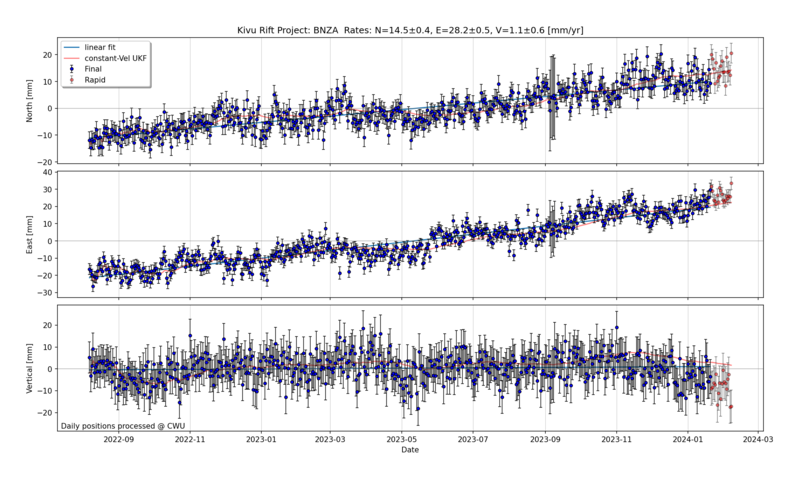 Kivu Rift Project: BNZA  Rates: N=14.5±0.4, E=28.2±0.5, V=1.1±0.6 [mm/yr]
linear fit
constant-Vel UKF
Final
Rapid
North [mm]
20
10
0
−10
−20
East [mm]
40
30
20
10
0
−10
−20
−30
Vertical [mm]
20
10
0
−10
−20
Daily positions processed @ CWU
2022-09 2022-11 2023-01 2023-03 2023-05 2023-07 2023-09 2023-11 2024-01 2024-03
Date